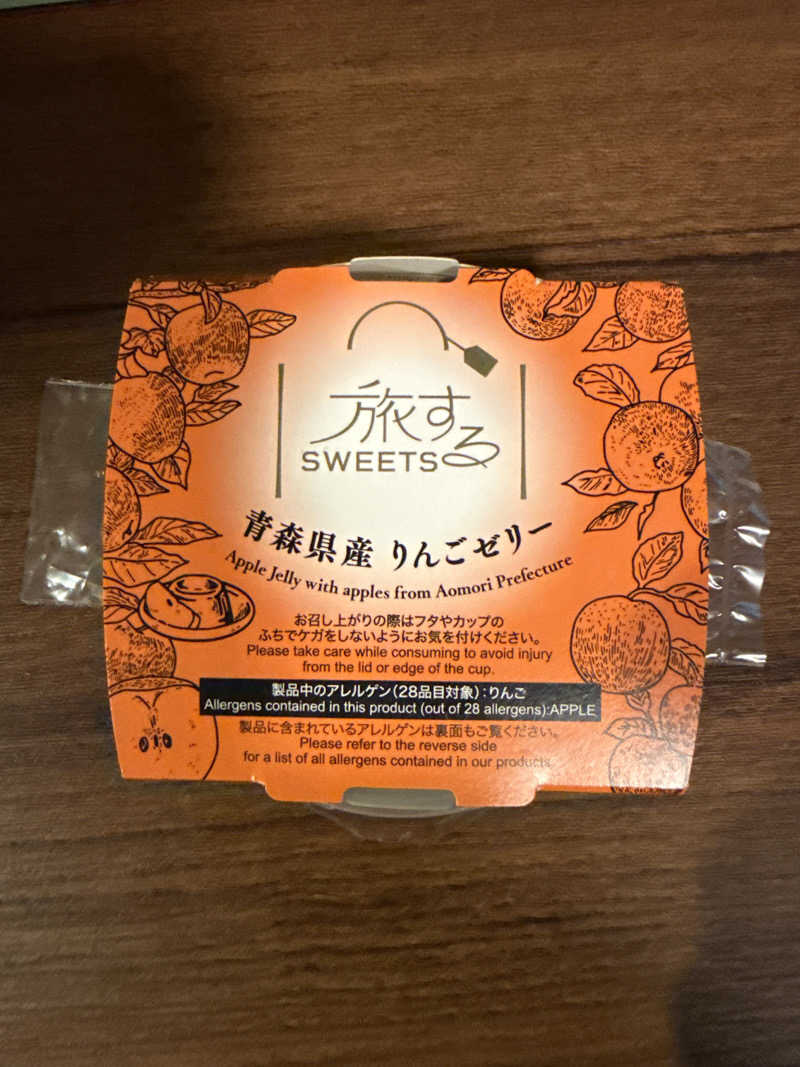 旅する
SWEETS
青森県産 りんごゼリー
Apple Jelly with apples from Aomori Prefecture
お召し上がりの際はフタやカップの
ふちでケガをしないようにお気を付けください。
Please take care while consuming to avoid injury
from the lid or edge of the cup.
製品中のアレルゲン(28品目対象):りんご
Allergens contained in this product (out of 28 allergens):APPLE
製品に含まれているアレルゲンは裏面もご覧ください。
Please refer to the reverse side
for a list of all allergens contained in our products.